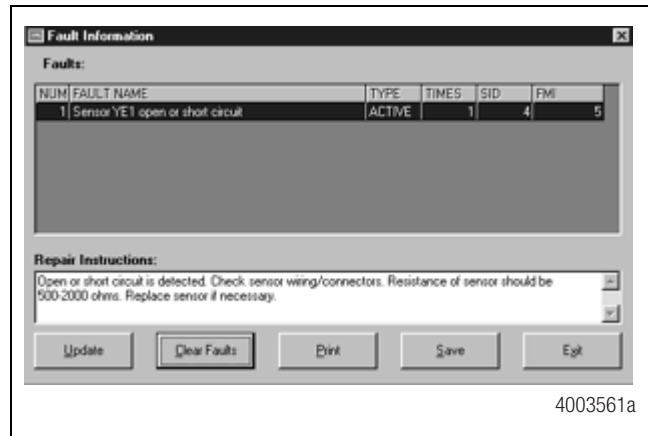 Fault Information
Faults:
NUM FAULT NAME TYPE TIMES SID FMI
1 Sensor YE1 open or short circuit ACTIVE 1 4 5
Repair Instructions:
Open or short circuit is detected. Check sensor wiring/connectors. Resistance of sensor should be
500-2000 ohms. Replace sensor if necessary.
Update Clear Faults Print Save Exit
4003561a